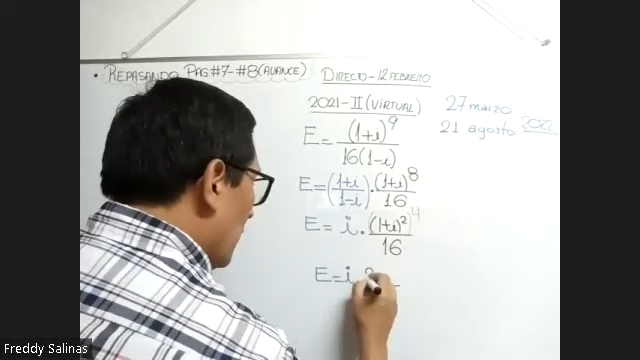 • REPASANDO PAG.#7-#8(AVANCE)
DIRECTO-12 FEBRERO
2021-II (VIRTUAL)
27 marzo
21 agosto 2022
E = (1+i)^9 / 16(1-i)
E = ((1+i)/(1-i)) · (1+i)^8 / 16
E = i · ((1+i)^2)^4 / 16
E = i
Freddy Salinas